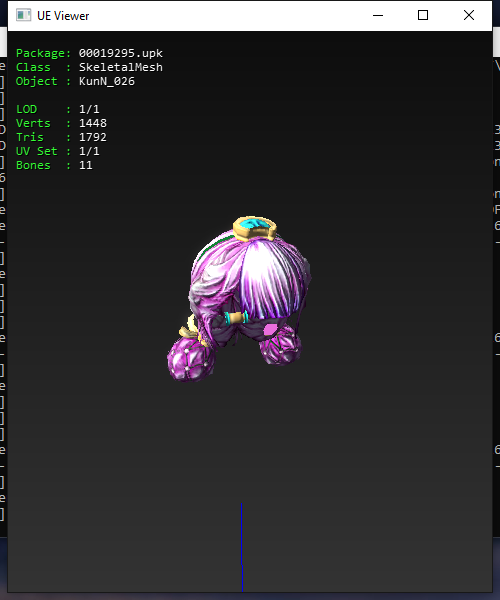 UE Viewer
Package: 00019295.upk
Class  : SkeletalMesh
Object : KunN_026
LOD    : 1/1
Verts  : 1448
Tris   : 1792
UV Set : 1/1
Bones  : 11